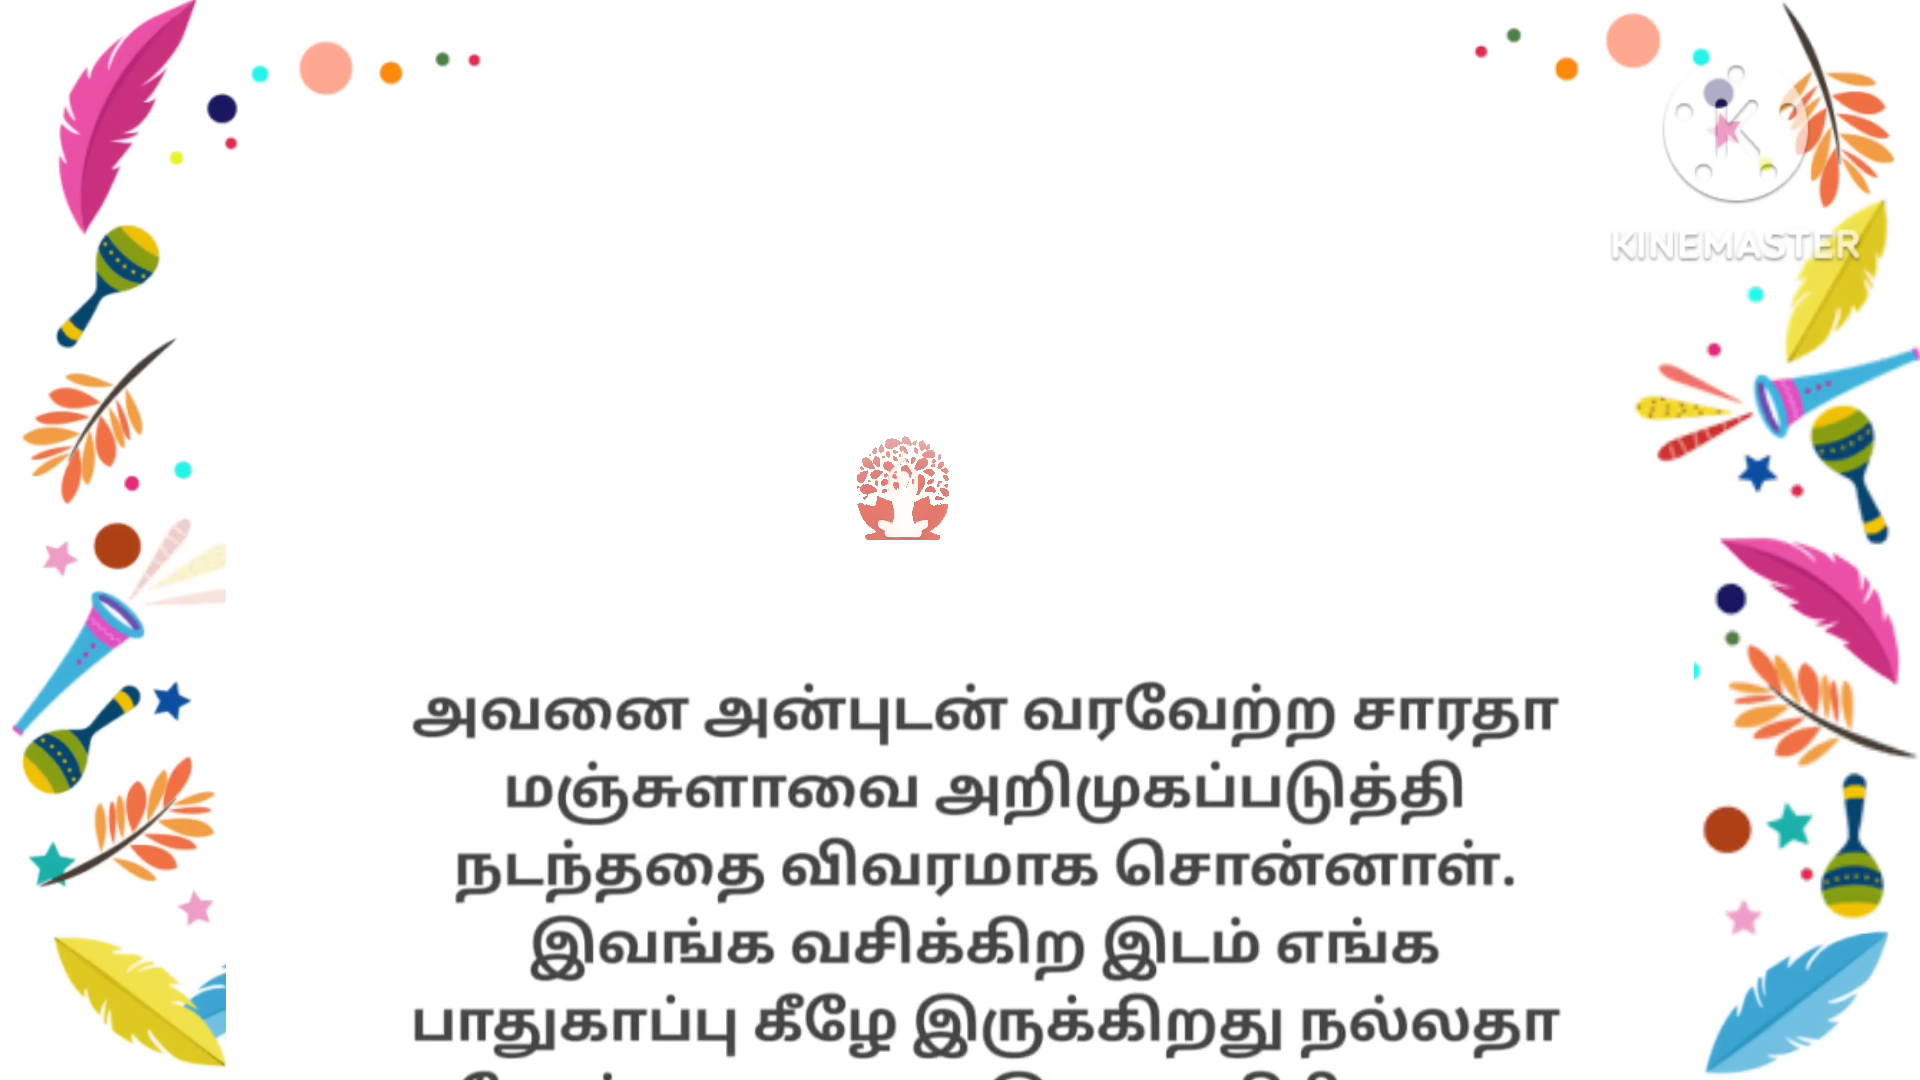 KINEMASTER
அவனை அன்புடன் வரவேற்ற சாரதா
மஞ்சுளாவை அறிமுகப்படுத்தி
நடந்ததை விவரமாக சொன்னாள்.
இவங்க வசிக்கிற இடம் எங்க
பாதுகாப்பு கீழே இருக்கிறது நல்லதா